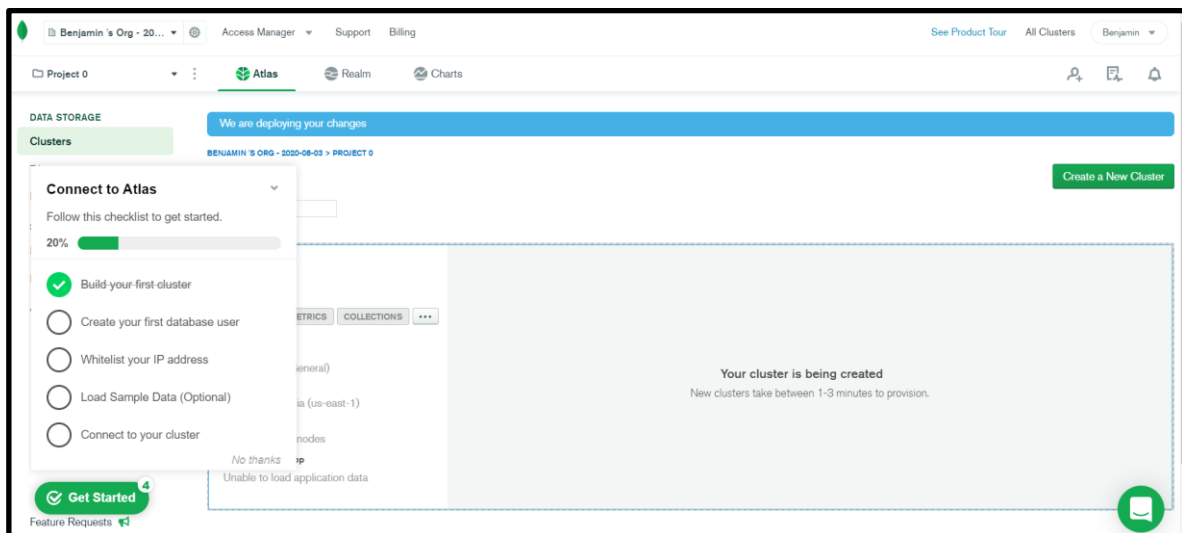 Benjamin 's Org - 20... Access Manager Support Billing See Product Tour All Clusters Benjamin
Project 0 Atlas Realm Charts
DATA STORAGE
Clusters
We are deploying your changes
BENJAMIN 'S ORG - 2020-08-03 > PROJECT 0
Create a New Cluster
Connect to Atlas
Follow this checklist to get started.
20%
Build your first cluster
Create your first database user
Whitelist your IP address
Load Sample Data (Optional)
Connect to your cluster
No thanks
ETRICS COLLECTIONS ...
eneral)
ia (us-east-1)
nodes
pp
Unable to load application data
Your cluster is being created
New clusters take between 1-3 minutes to provision.
Get Started 4
Feature Requests